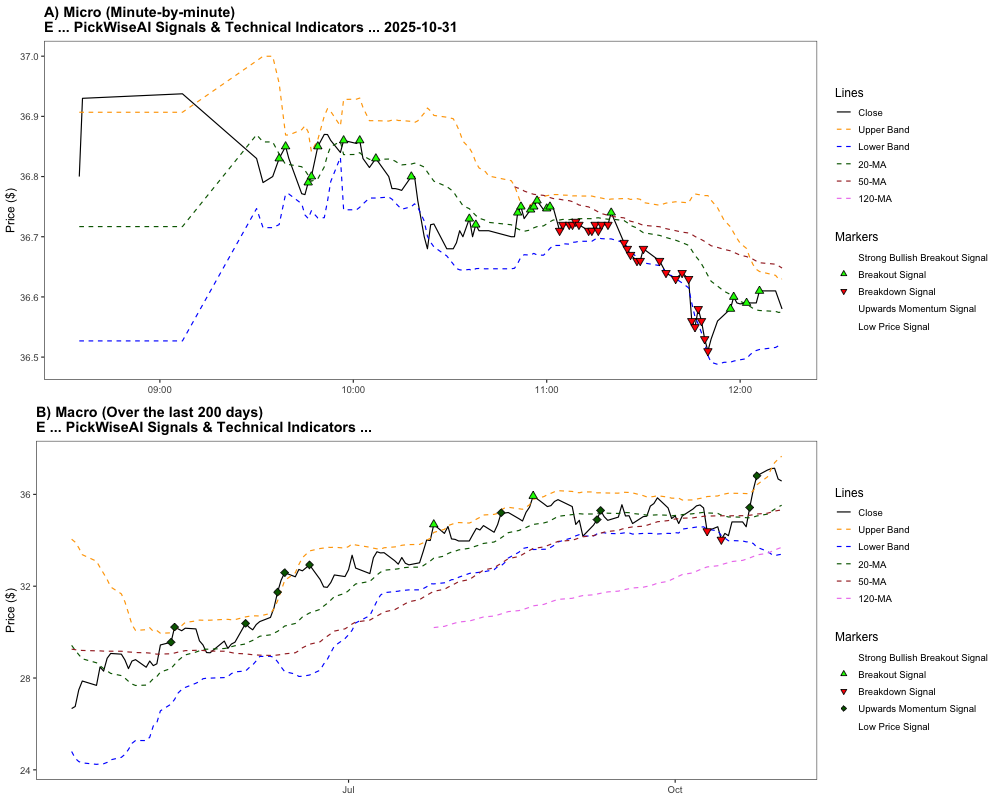 A) Micro (Minute-by-minute)
E ... PickWiseAI Signals & Technical Indicators ... 2025-10-31
37.0
36.9
36.8
36.7
36.6
36.5
Price ($)
09:00
10:00
11:00
12:00
Lines
Close
Upper Band
Lower Band
20-MA
50-MA
120-MA
Markers
Strong Bullish Breakout Signal
Breakout Signal
Breakdown Signal
Upwards Momentum Signal
Low Price Signal
B) Macro (Over the last 200 days)
E ... PickWiseAI Signals & Technical Indicators ...
36
32
28
24
Price ($)
Jul
Oct
Lines
Close
Upper Band
Lower Band
20-MA
50-MA
120-MA
Markers
Strong Bullish Breakout Signal
Breakout Signal
Breakdown Signal
Upwards Momentum Signal
Low Price Signal